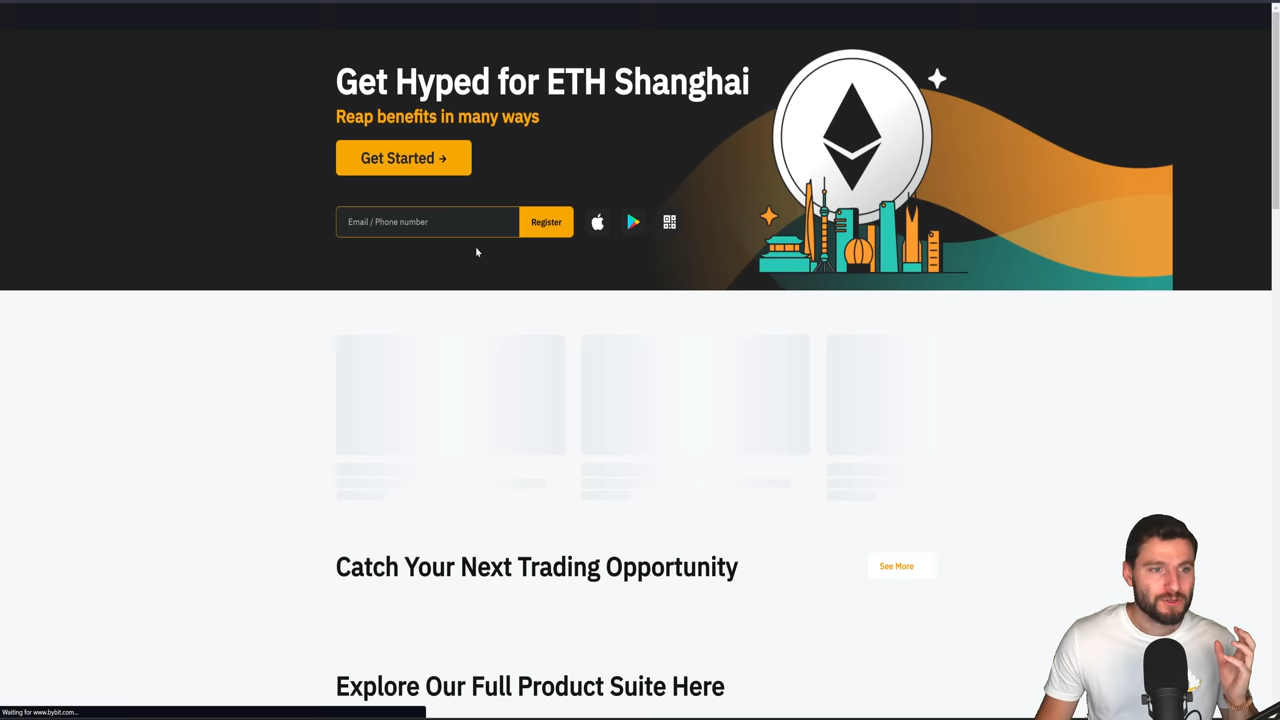 Get Hyped for ETH Shanghai
Reap benefits in many ways
Get Started →
Email / Phone number
Register
Catch Your Next Trading Opportunity
See More
Explore Our Full Product Suite Here
Waiting for www.bybit.com...